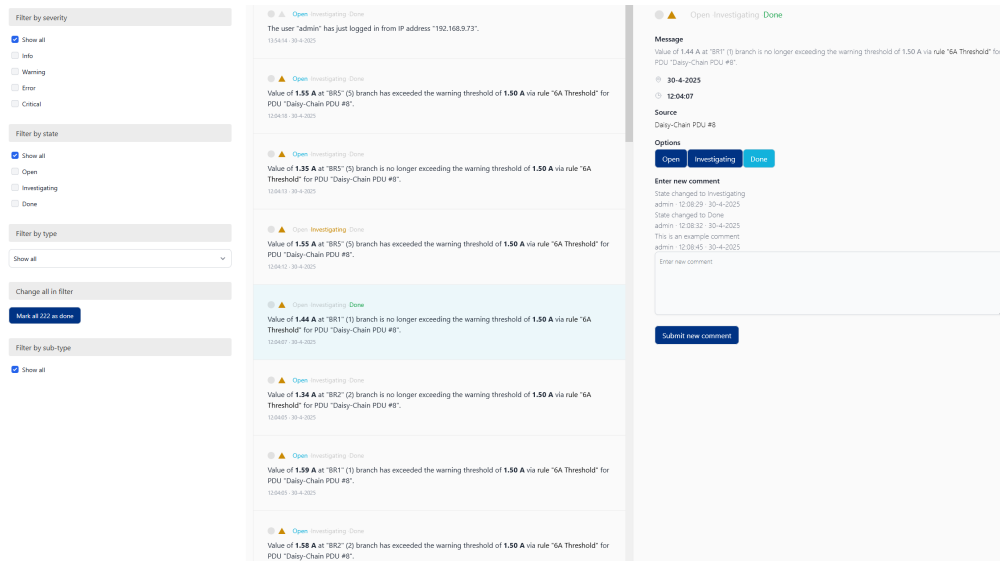 Filter by severity
Show all
Info
Warning
Error
Critical
Filter by state
Show all
Open
Investigating
Done
Filter by type
Show all
Change all in filter
Mark all 222 as done
Filter by sub-type
Show all
Open Investigating Done
The user "admin" has just logged in from IP address "192.168.9.73".
13:54:14 · 30-4-2025
Open Investigating Done
Value of 1.55 A at "BR5" (5) branch has exceeded the warning threshold of 1.50 A via rule "6A Threshold" for
PDU "Daisy-Chain PDU #8".
12:04:18 · 30-4-2025
Open Investigating Done
Value of 1.35 A at "BR5" (5) branch is no longer exceeding the warning threshold of 1.50 A via rule "6A
Threshold" for PDU "Daisy-Chain PDU #8".
12:04:13 · 30-4-2025
Open Investigating Done
Value of 1.55 A at "BR5" (5) branch has exceeded the warning threshold of 1.50 A via rule "6A Threshold" for
PDU "Daisy-Chain PDU #8".
12:04:12 · 30-4-2025
Open Investigating Done
Value of 1.44 A at "BR1" (1) branch is no longer exceeding the warning threshold of 1.50 A via rule "6A
Threshold" for PDU "Daisy-Chain PDU #8".
12:04:07 · 30-4-2025
Open Investigating Done
Value of 1.34 A at "BR2" (2) branch is no longer exceeding the warning threshold of 1.50 A via rule "6A
Threshold" for PDU "Daisy-Chain PDU #8".
12:04:05 · 30-4-2025
Open Investigating Done
Value of 1.59 A at "BR1" (1) branch has exceeded the warning threshold of 1.50 A via rule "6A Threshold" for
PDU "Daisy-Chain PDU #8".
12:04:05 · 30-4-2025
Open Investigating Done
Value of 1.58 A at "BR2" (2) branch has exceeded the warning threshold of 1.50 A via rule "6A Threshold" for
PDU "Daisy-Chain PDU #8".
Open Investigating Done
Message
Value of 1.44 A at "BR1" (1) branch is no longer exceeding the warning threshold of 1.50 A via rule "6A Threshold" for
PDU "Daisy-Chain PDU #8".
30-4-2025
12:04:07
Source
Daisy-Chain PDU #8
Options
Open Investigating Done
Enter new comment
State changed to Investigating
admin · 12:08:29 · 30-4-2025
State changed to Done
admin · 12:08:32 · 30-4-2025
This is an example comment
admin · 12:08:45 · 30-4-2025
Enter new comment
Submit new comment